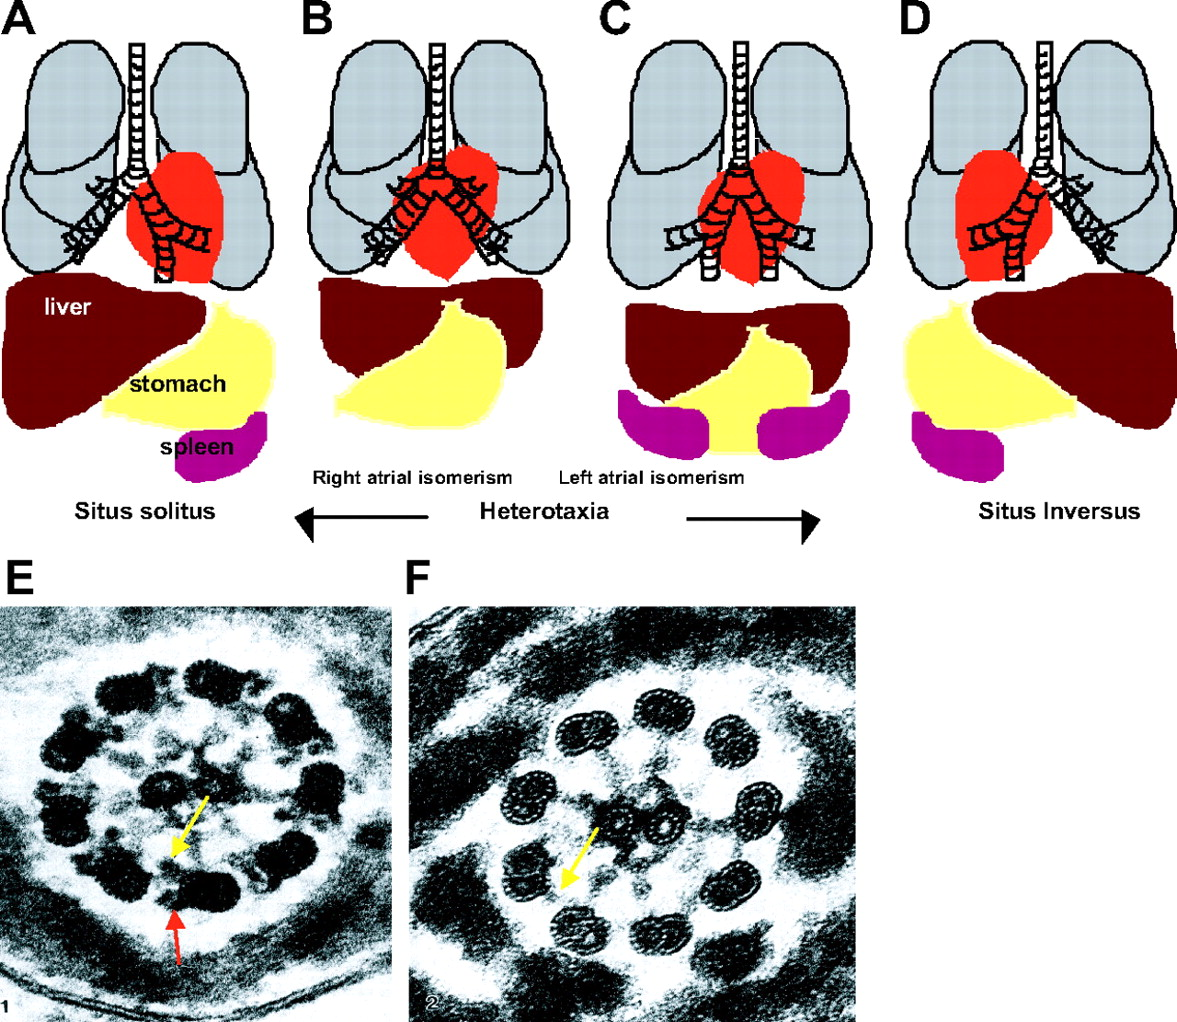 A B C D
liver
stomach
spleen
Right atrial isomerism Left atrial isomerism
Situs solitus Heterotaxia Situs Inversus
E F
1 2